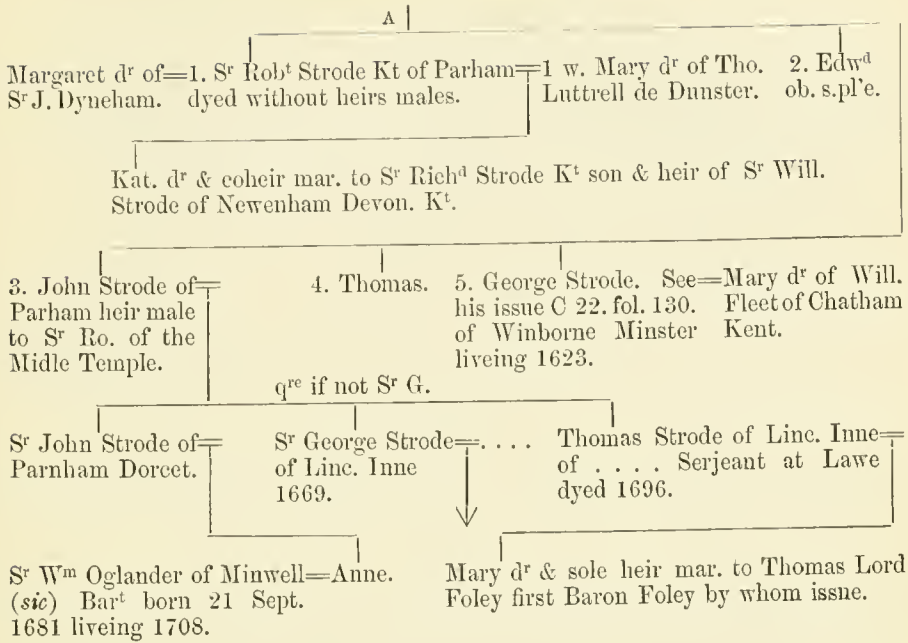 A
Margaret dʳ of=1. Sʳ Robᵗ Strode Kt of Parham=1 w. Mary dʳ of Tho. 2. Edwᵈ
Sʳ J. Dyneham. dyed without heirs males. Luttrell de Dunster. ob. s.pl'e.
Kat. dʳ & coheir mar. to Sʳ Richᵈ Strode Kᵗ son & heir of Sʳ Will.
Strode of Newenham Devon. Kᵗ.
3. John Strode of= 4. Thomas. 5. George Strode. See=Mary dʳ of Will.
Parham heir male his issue C 22. fol. 130. Fleet of Chatham
to Sʳ Ro. of the of Winborne Minster Kent.
Midle Temple. liveing 1623.
qʳᵉ if not Sʳ G.
Sʳ John Strode of= Sʳ George Strode=. . . . Thomas Strode of Linc. Inne=
Parnham Dorcet. of Linc. Inne of . . . . Serjeant at Lawe
1669. dyed 1696.
Sʳ Wᵐ Oglander of Minwell=Anne. Mary dʳ & sole heir mar. to Thomas Lord
(sic) Barᵗ born 21 Sept. Foley first Baron Foley by whom issue.
1681 liveing 1708.